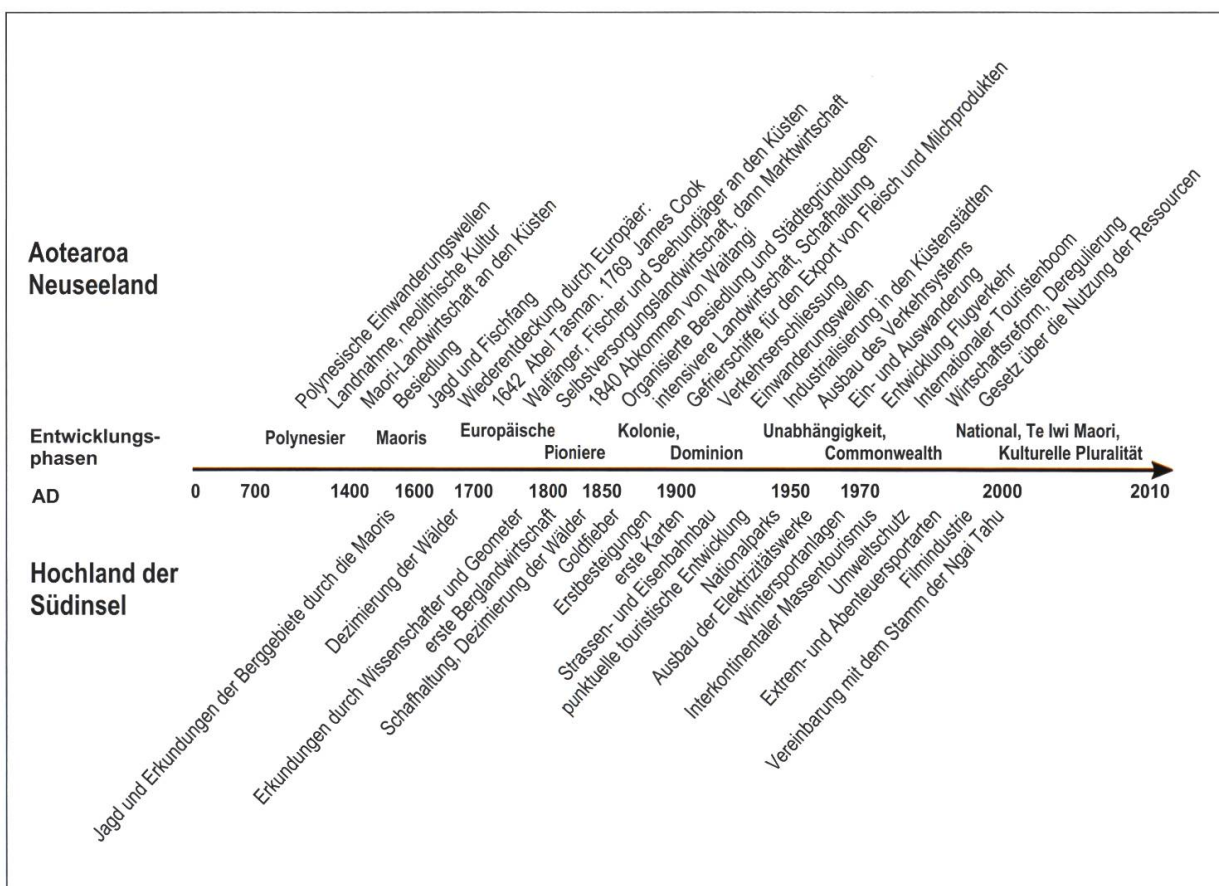 Aotearoa
Neuseeland
Polynesische Einwanderungswellen
Landnahme, neolithische Kultur
Maori-Landwirtschaft an den Küsten
Besiedlung
Jagd und Fischfang
Wiederentdeckung durch Europäer:
1642 Abel Tasman. 1769 James Cook
Walfänger, Fischer und Seehundjäger an den Küsten
Selbstversorgungslandwirtschaft, dann Marktwirtschaft
1840 Abkommen von Waitangi
Organisierte Besiedlung und Städtegründungen
intensivere Landwirtschaft, Schafhaltung
Gefrierschiffe für den Export von Fleisch und Milchprodukten
Verkehrserschliessung
Einwanderungswellen
Industrialisierung in den Küstenstädten
Ausbau des Verkehrsystems
Ein- und Auswanderung
Entwicklung Flugverkehr
Internationaler Touristenboom
Wirtschaftsreform, Deregulierung
Gesetz über die Nutzung der Ressourcen
Entwicklungs-
phasen
Polynesier
Maoris
Europäische
Pioniere
Kolonie,
Dominion
Unabhängigkeit,
Commonwealth
National, Te Iwi Maori,
Kulturelle Pluralität
AD
0 700 1400 1600 1700 1800 1850 1900 1950 1970 2000 2010
Hochland der
Südinsel
Jagd und Erkundungen der Berggebiete durch die Maoris
Dezimierung der Wälder
Erkundungen durch Wissenschafter und Geometer
erste Berglandwirtschaft
Schafhaltung, Dezimierung der Wälder
Goldfieber
Erstbesteigungen
erste Karten
Strassen- und Eisenbahnbau
punktuelle touristische Entwicklung
Nationalparks
Ausbau der Elektrizitätswerke
Wintersportanlagen
Interkontinentaler Massentourismus
Umweltschutz
Extrem- und Abenteuersportarten
Filmindustrie
Vereinbarung mit dem Stamm der Ngai Tahu